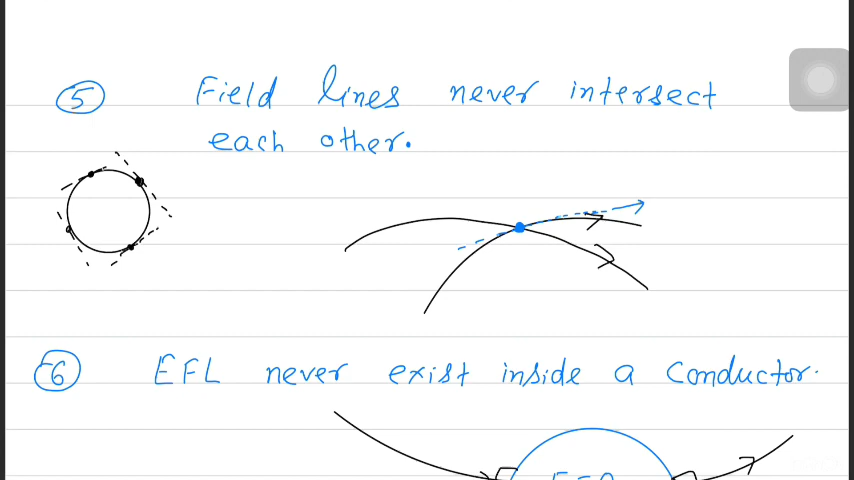 5 Field lines never intersect
each other.
6 EFL never exist inside a conductor.